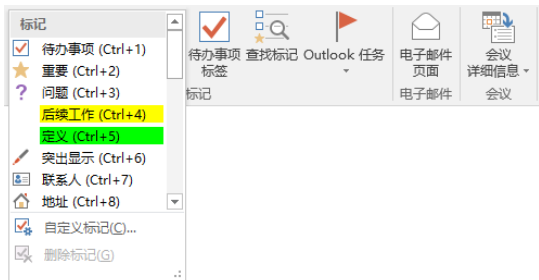 标记
待办事项 (Ctrl+1)
重要 (Ctrl+2)
问题 (Ctrl+3)
后续工作 (Ctrl+4)
定义 (Ctrl+5)
突出显示 (Ctrl+6)
联系人 (Ctrl+7)
地址 (Ctrl+8)
自定义标记(C)...
删除标记(G)
待办事项
标签
查找标记
Outlook 任务
标记
电子邮件
页面
电子邮件
会议
详细信息
会议